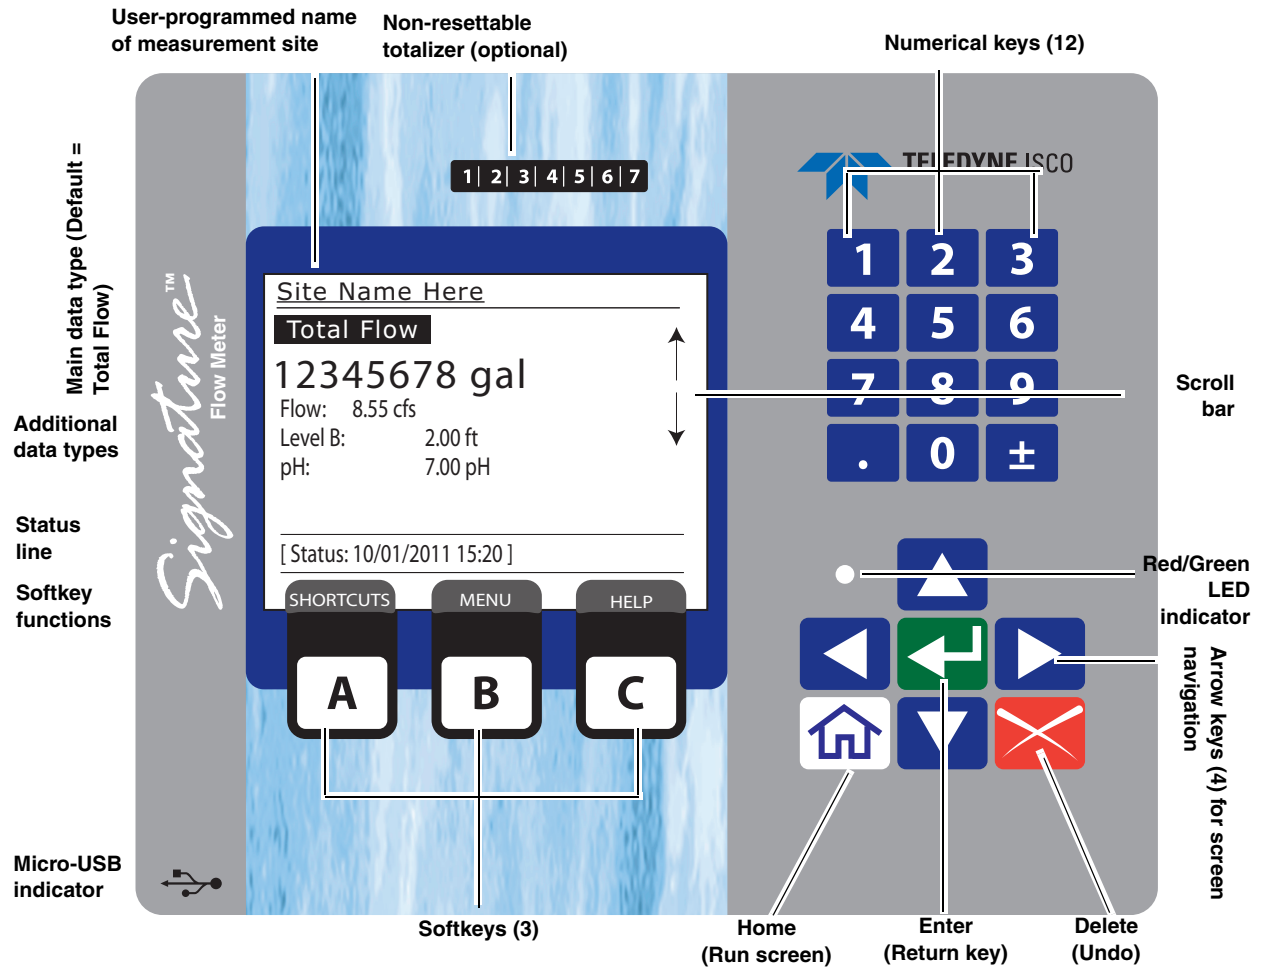 User-programmed name
of measurement site
Non-resettable
totalizer (optional)
Numerical keys (12)
Main data type (Default =
Total Flow)
Additional
data types
Status
line
Softkey
functions
Micro-USB
indicator
Signature™
Flow Meter
1 2 3 4 5 6 7
Site Name Here
Total Flow
12345678 gal
Flow: 8.55 cfs
Level B: 2.00 ft
pH: 7.00 pH
[ Status: 10/01/2011 15:20 ]
SHORTCUTS MENU HELP
A B C
TELEDYNE ISCO
1 2 3
4 5 6
7 8 9
. 0 ±
Scroll
bar
Red/Green
LED
indicator
Arrow keys (4) for screen
navigation
Softkeys (3)
Home
(Run screen)
Enter
(Return key)
Delete
(Undo)